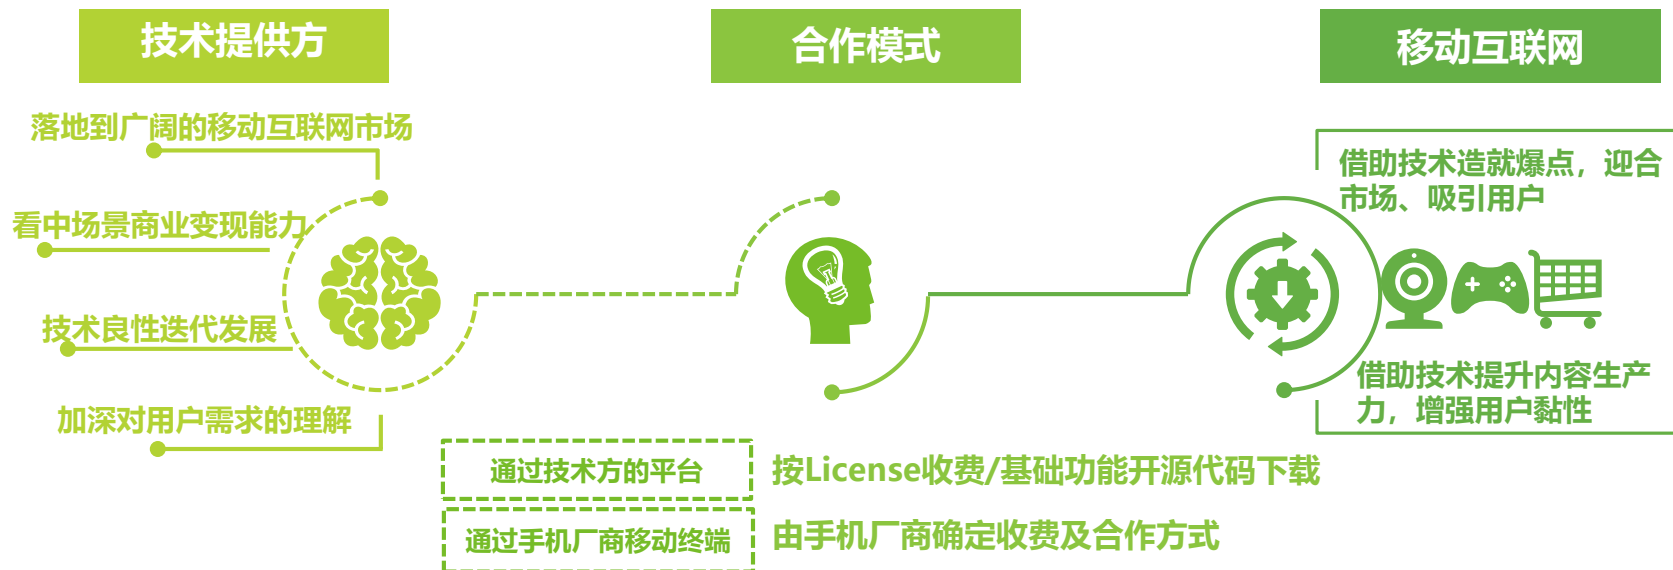 技术提供方
合作模式
移动互联网
落地到广阔的移动互联网市场
看中场景商业变现能力
技术良性迭代发展
加深对用户需求的理解
通过技术方的平台
按License收费/基础功能开源代码下载
通过手机厂商移动终端
由手机厂商确定收费及合作方式
借助技术造就爆点，迎合
市场、吸引用户
借助技术提升内容生产
力，增强用户黏性